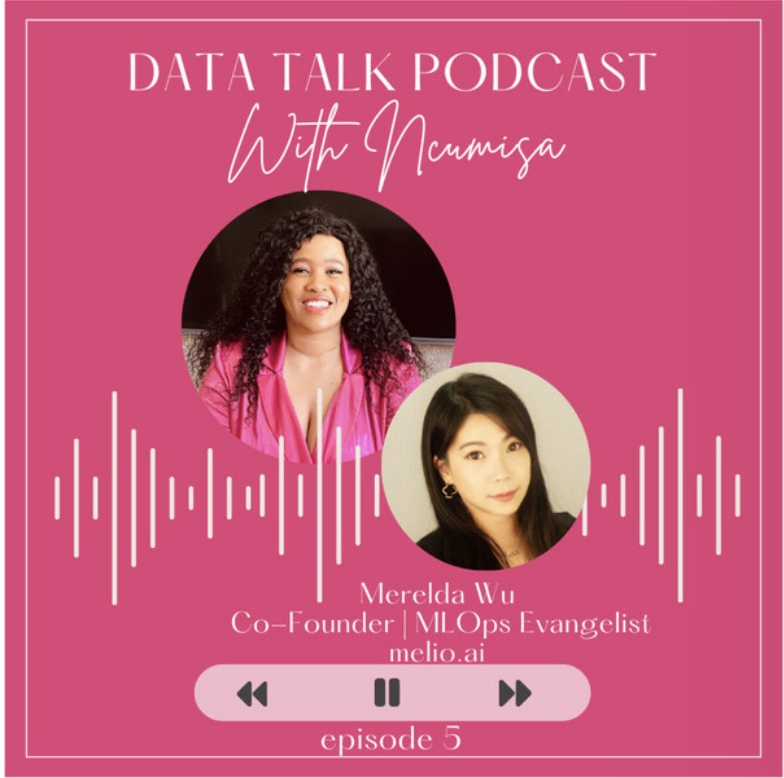 DATA TALK PODCAST
With Ncumisa
Merelda Wu
Co-Founder | MLOps Evangelist
melio.ai
episode 5